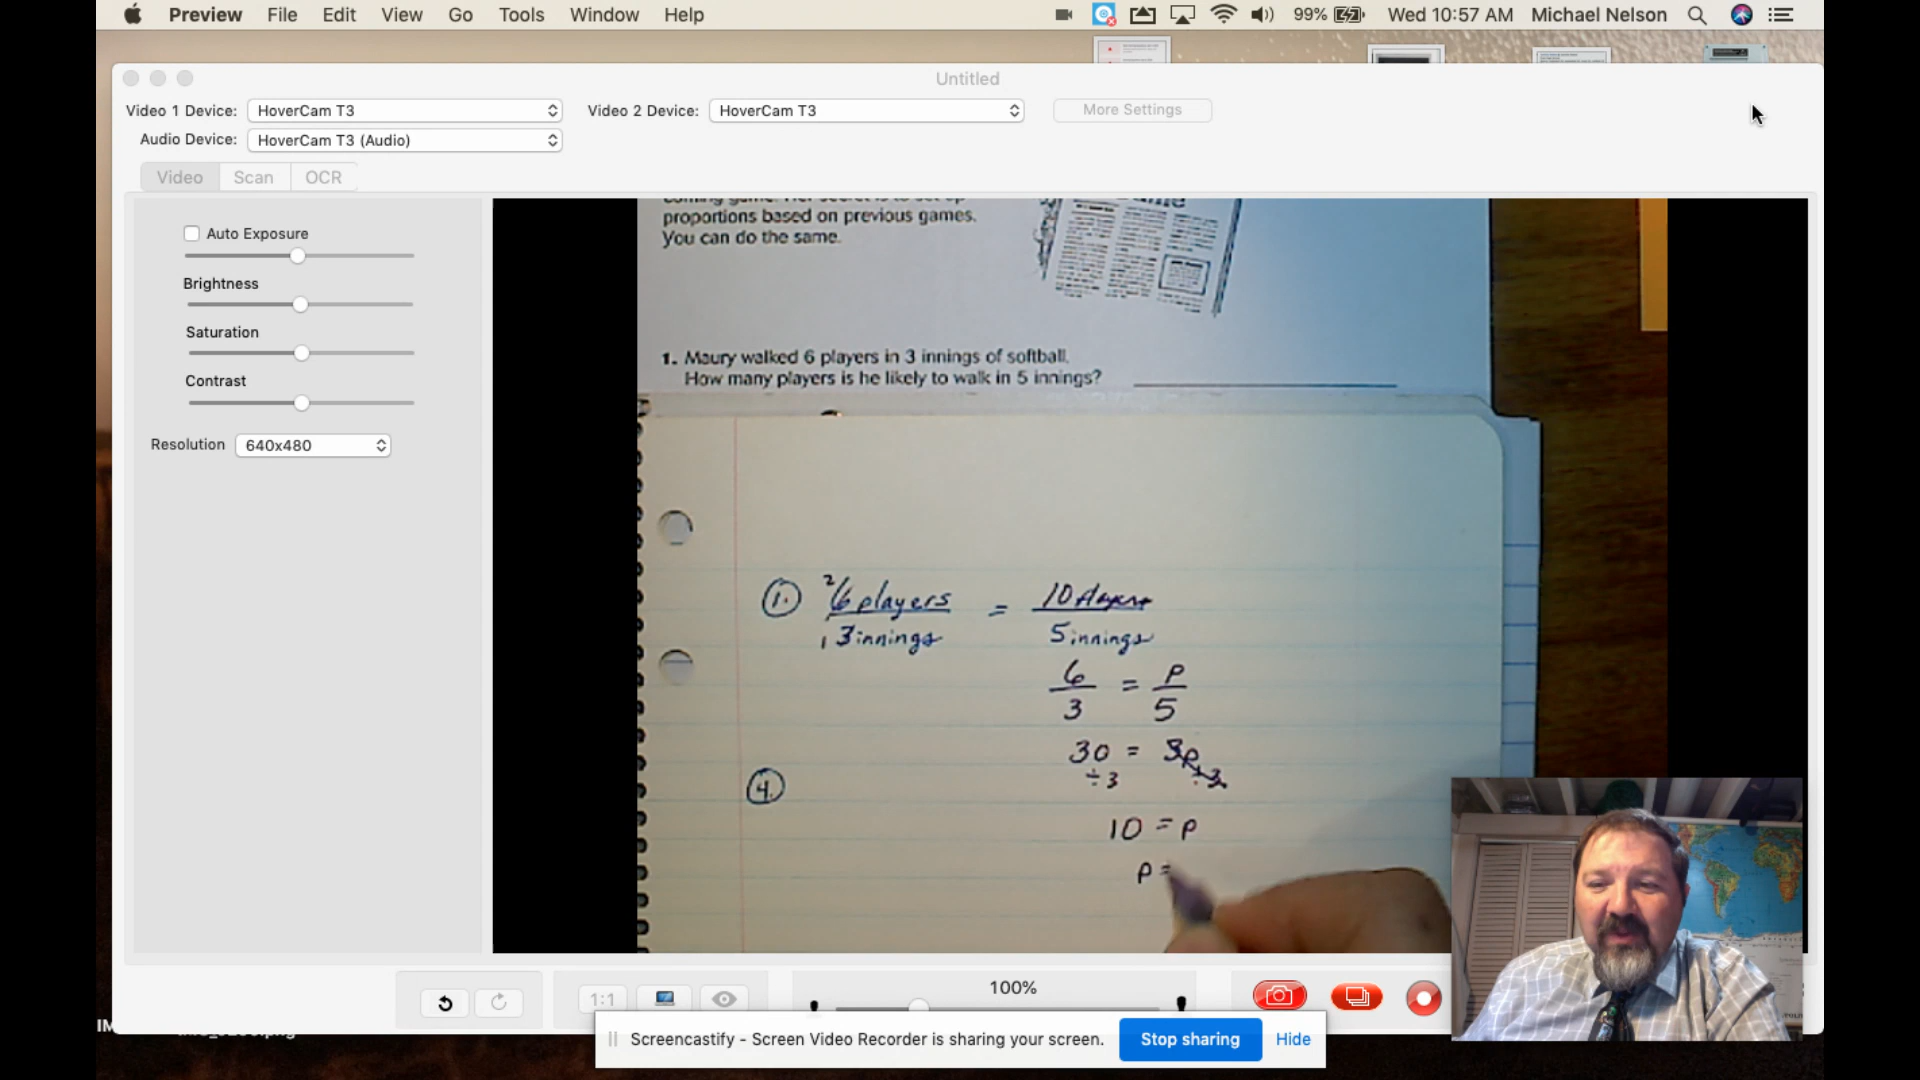 Preview File Edit View Go Tools Window Help 99% Wed 10:57 AM Michael Nelson
Untitled
Video 1 Device: HoverCam T3 Video 2 Device: HoverCam T3 More Settings
Audio Device: HoverCam T3 (Audio)
Video Scan OCR
Auto Exposure
Brightness
Saturation
Contrast
Resolution 640x480
proportions based on previous games.
You can do the same.
1. Maury walked 6 players in 3 innings of softball.
How many players is he likely to walk in 5 innings?
1. 2 6 players = 10 players
1 3 innings 5 innings
6 = P
3 5
30 = 3p
÷3 ÷3
4.
10 = p
p =
1:1
100%
Screencastify - Screen Video Recorder is sharing your screen. Stop sharing Hide